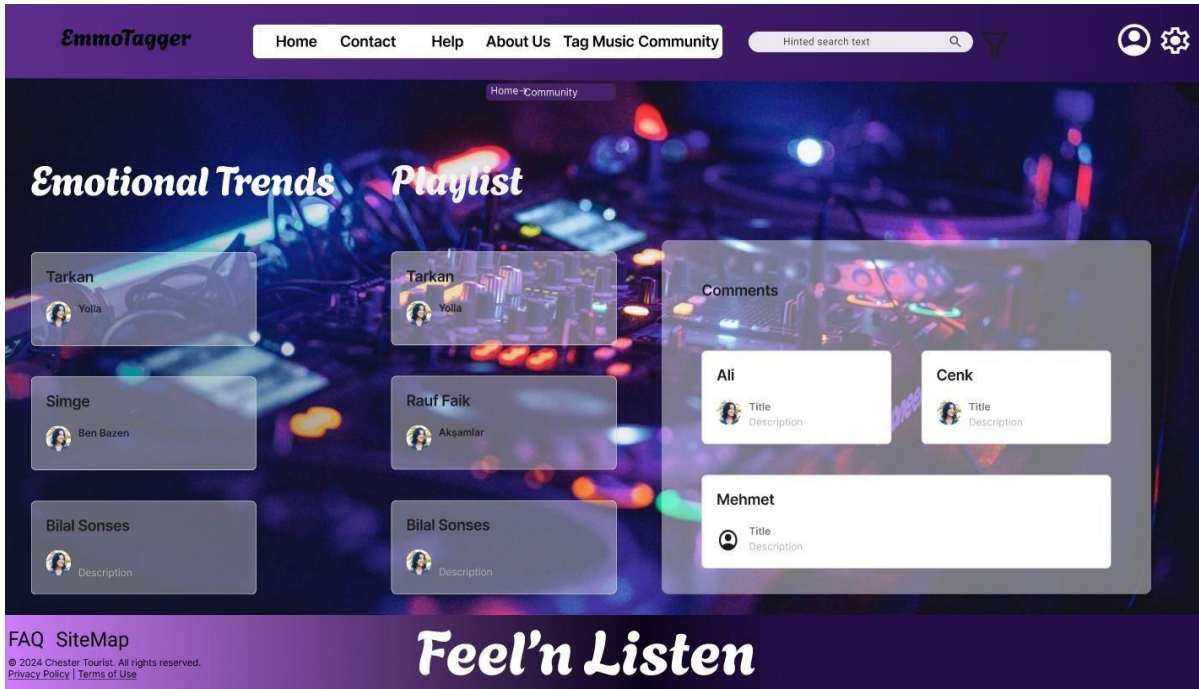 EmmoTagger
Home Contact Help About Us Tag Music Community
Hinted search text
Home→Community
Emotional Trends
Tarkan
Yolla
Simge
Ben Bazen
Bilal Sonses
Description
Playlist
Tarkan
Yolla
Rauf Faik
Akşamlar
Bilal Sonses
Description
Comments
Ali
Title
Description
Cenk
Title
Description
Mehmet
Title
Description
FAQ SiteMap
© 2024 Chester Tourist. All rights reserved.
Privacy Policy | Terms of Use
Feel'n Listen